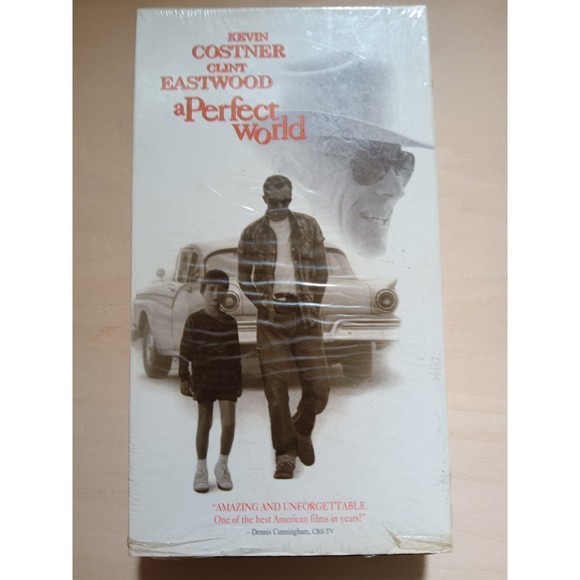 KEVIN
COSTNER
CLINT
EASTWOOD
a Perfect
World
"AMAZING AND UNFORGETTABLE.
One of the best American films in years!"
– Dennis Cunningham, CBS-TV